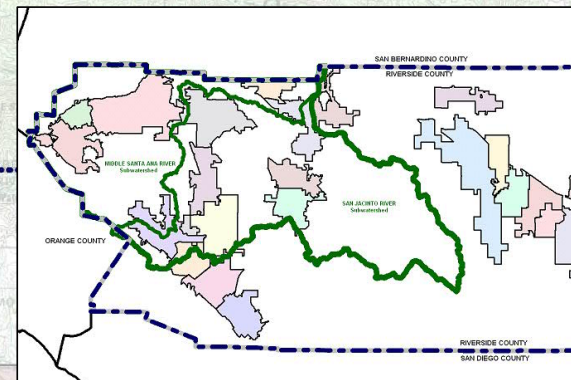 SAN BERNARDINO COUNTY
RIVERSIDE COUNTY
MIDDLE SANTA ANA RIVER
Subwatershed
SAN JACINTO RIVER
Subwatershed
ORANGE COUNTY
RIVERSIDE COUNTY
SAN DIEGO COUNTY